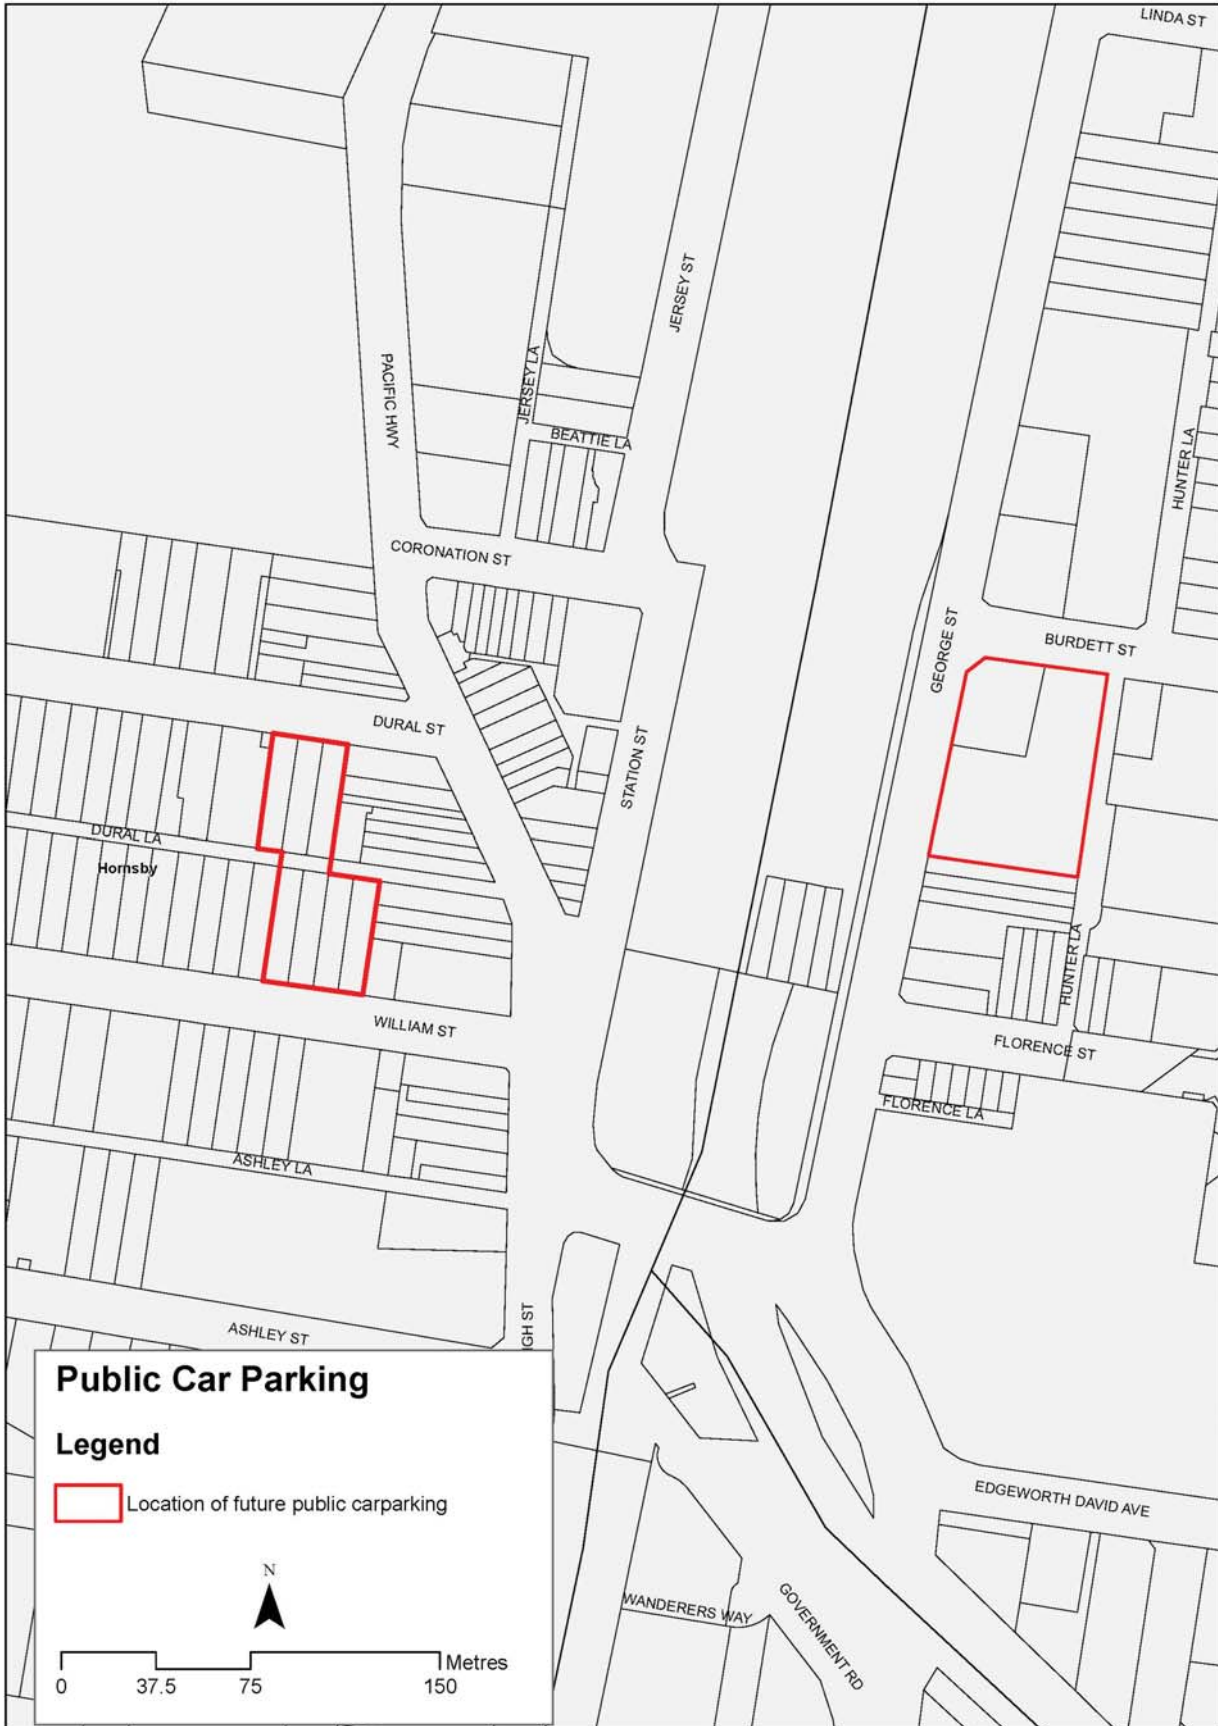 LINDA ST
JERSEY ST
PACIFIC HWY
JERSEY LA
BEATTIE LA
HUNTER LA
CORONATION ST
GEORGE ST
BURDETT ST
DURAL ST
STATION ST
DURAL LA
Hornsby
HUNTER LA
WILLIAM ST
FLORENCE ST
FLORENCE LA
ASHLEY LA
ASHLEY ST
IGH ST
EDGEWORTH DAVID AVE
GOVERNMENT RD
WANDERERS WAY
Public Car Parking
Legend
Location of future public carparking
N
Metres
0 37.5 75 150